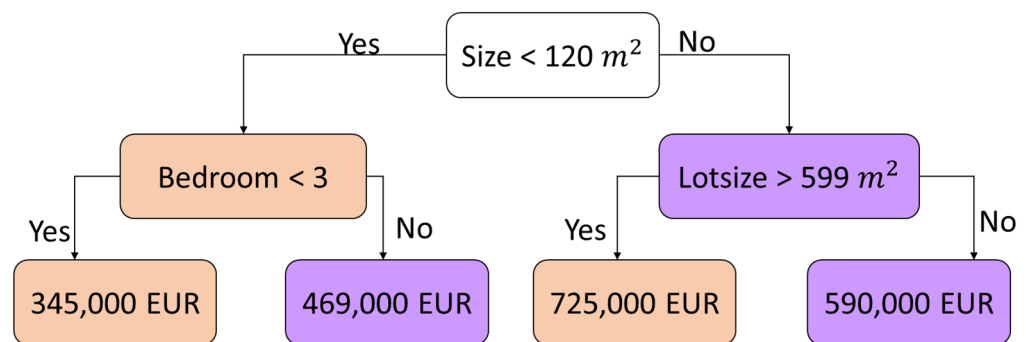 Yes
Size < 120 m²
No
Bedroom < 3
Lotsize > 599 m²
Yes
No
Yes
No
345,000 EUR
469,000 EUR
725,000 EUR
590,000 EUR